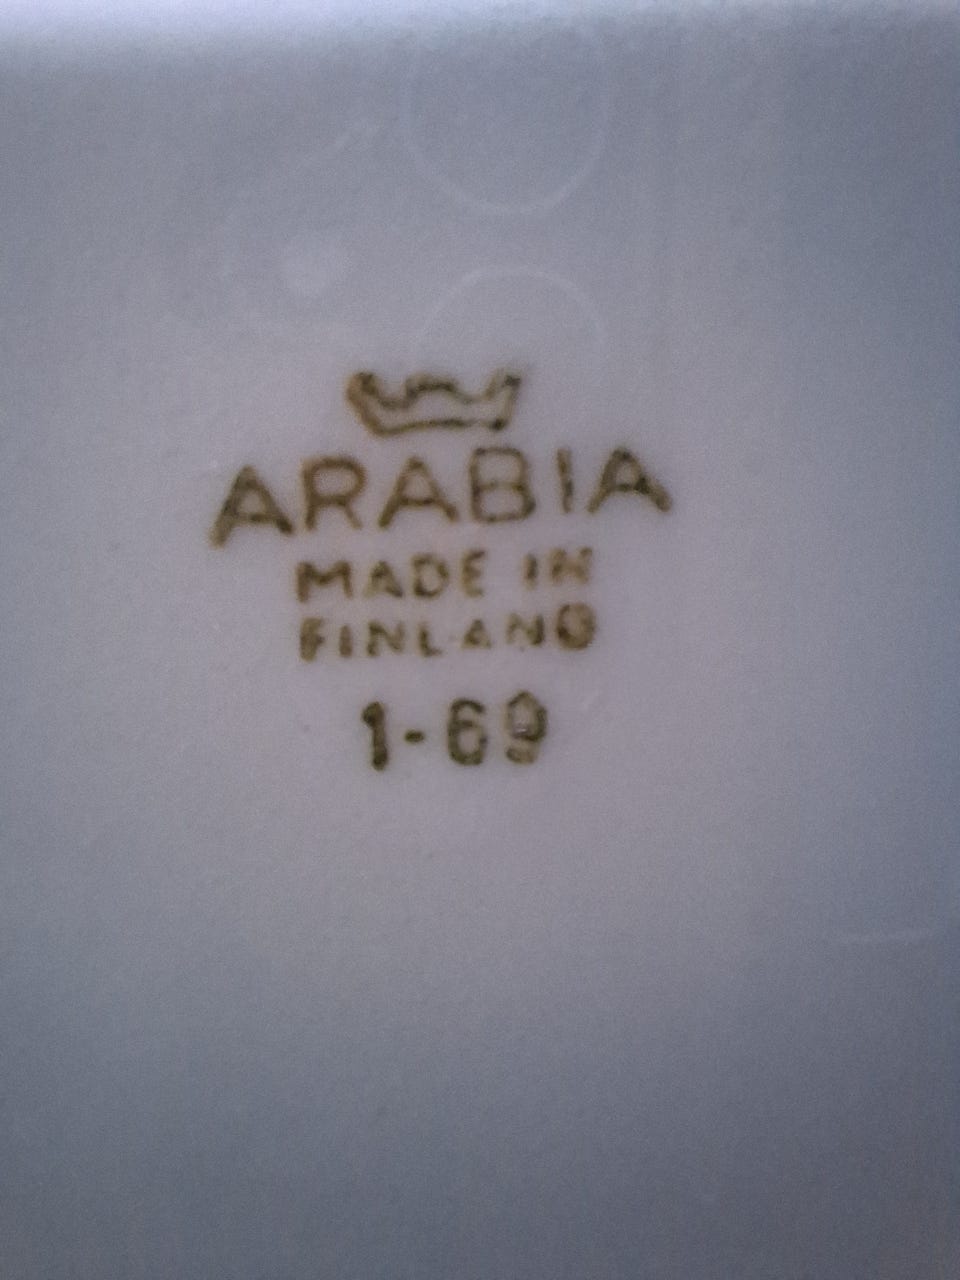 ARABIA
MADE IN
FINLAND
1-69